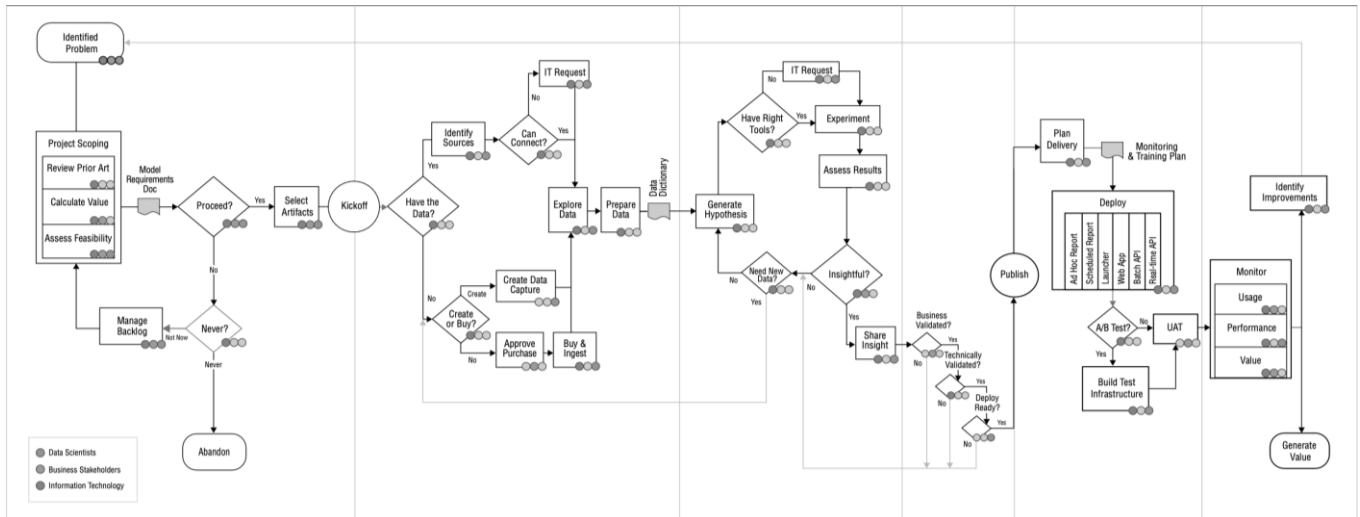 Identified
Problem
Project Scoping
Review Prior Art
Calculate Value
Assess Feasibility
Model
Requirements
Doc
Proceed?
Yes
No
Select
Artifacts
Manage
Backlog
Not Now
Never?
Never
Abandon
Data Scientists
Business Stakeholders
Information Technology
Kickoff
Have the
Data?
Yes
No
Identify
Sources
Can
Connect?
No
Yes
IT Request
Explore
Data
Prepare
Data
Data
Dictionary
Create
or Buy?
Create
No
Create Data
Capture
Approve
Purchase
Buy &
Ingest
Generate
Hypothesis
Have Right
Tools?
No
Yes
IT Request
Experiment
Assess Results
Insightful?
No
Yes
Need New
Data?
No
Yes
Share
Insight
Business
Validated?
Yes
No
Technically
Validated?
Yes
No
Deploy
Ready?
Yes
No
Publish
Plan
Delivery
Monitoring
& Training Plan
Deploy
Ad Hoc Report
Scheduled Report
Launcher
Web App
Batch API
Real-time API
A/B Test?
No
Yes
UAT
Build Test
Infrastructure
Identify
Improvements
Monitor
Usage
Performance
Value
Generate
Value